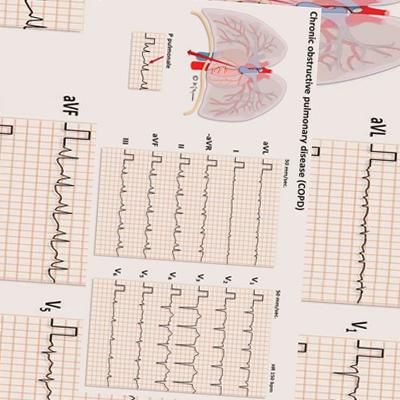 aVL
V₁
Chronic obstructive pulmonary disease (COPD)
50 mm/sec.
50 mm/sec.
HR 150 bpm
aVL
I
-aVR
II
aVF
III
V₁
V₂
V₃
V₄
V₅
V₆
P pulmonale
aVF
V₅